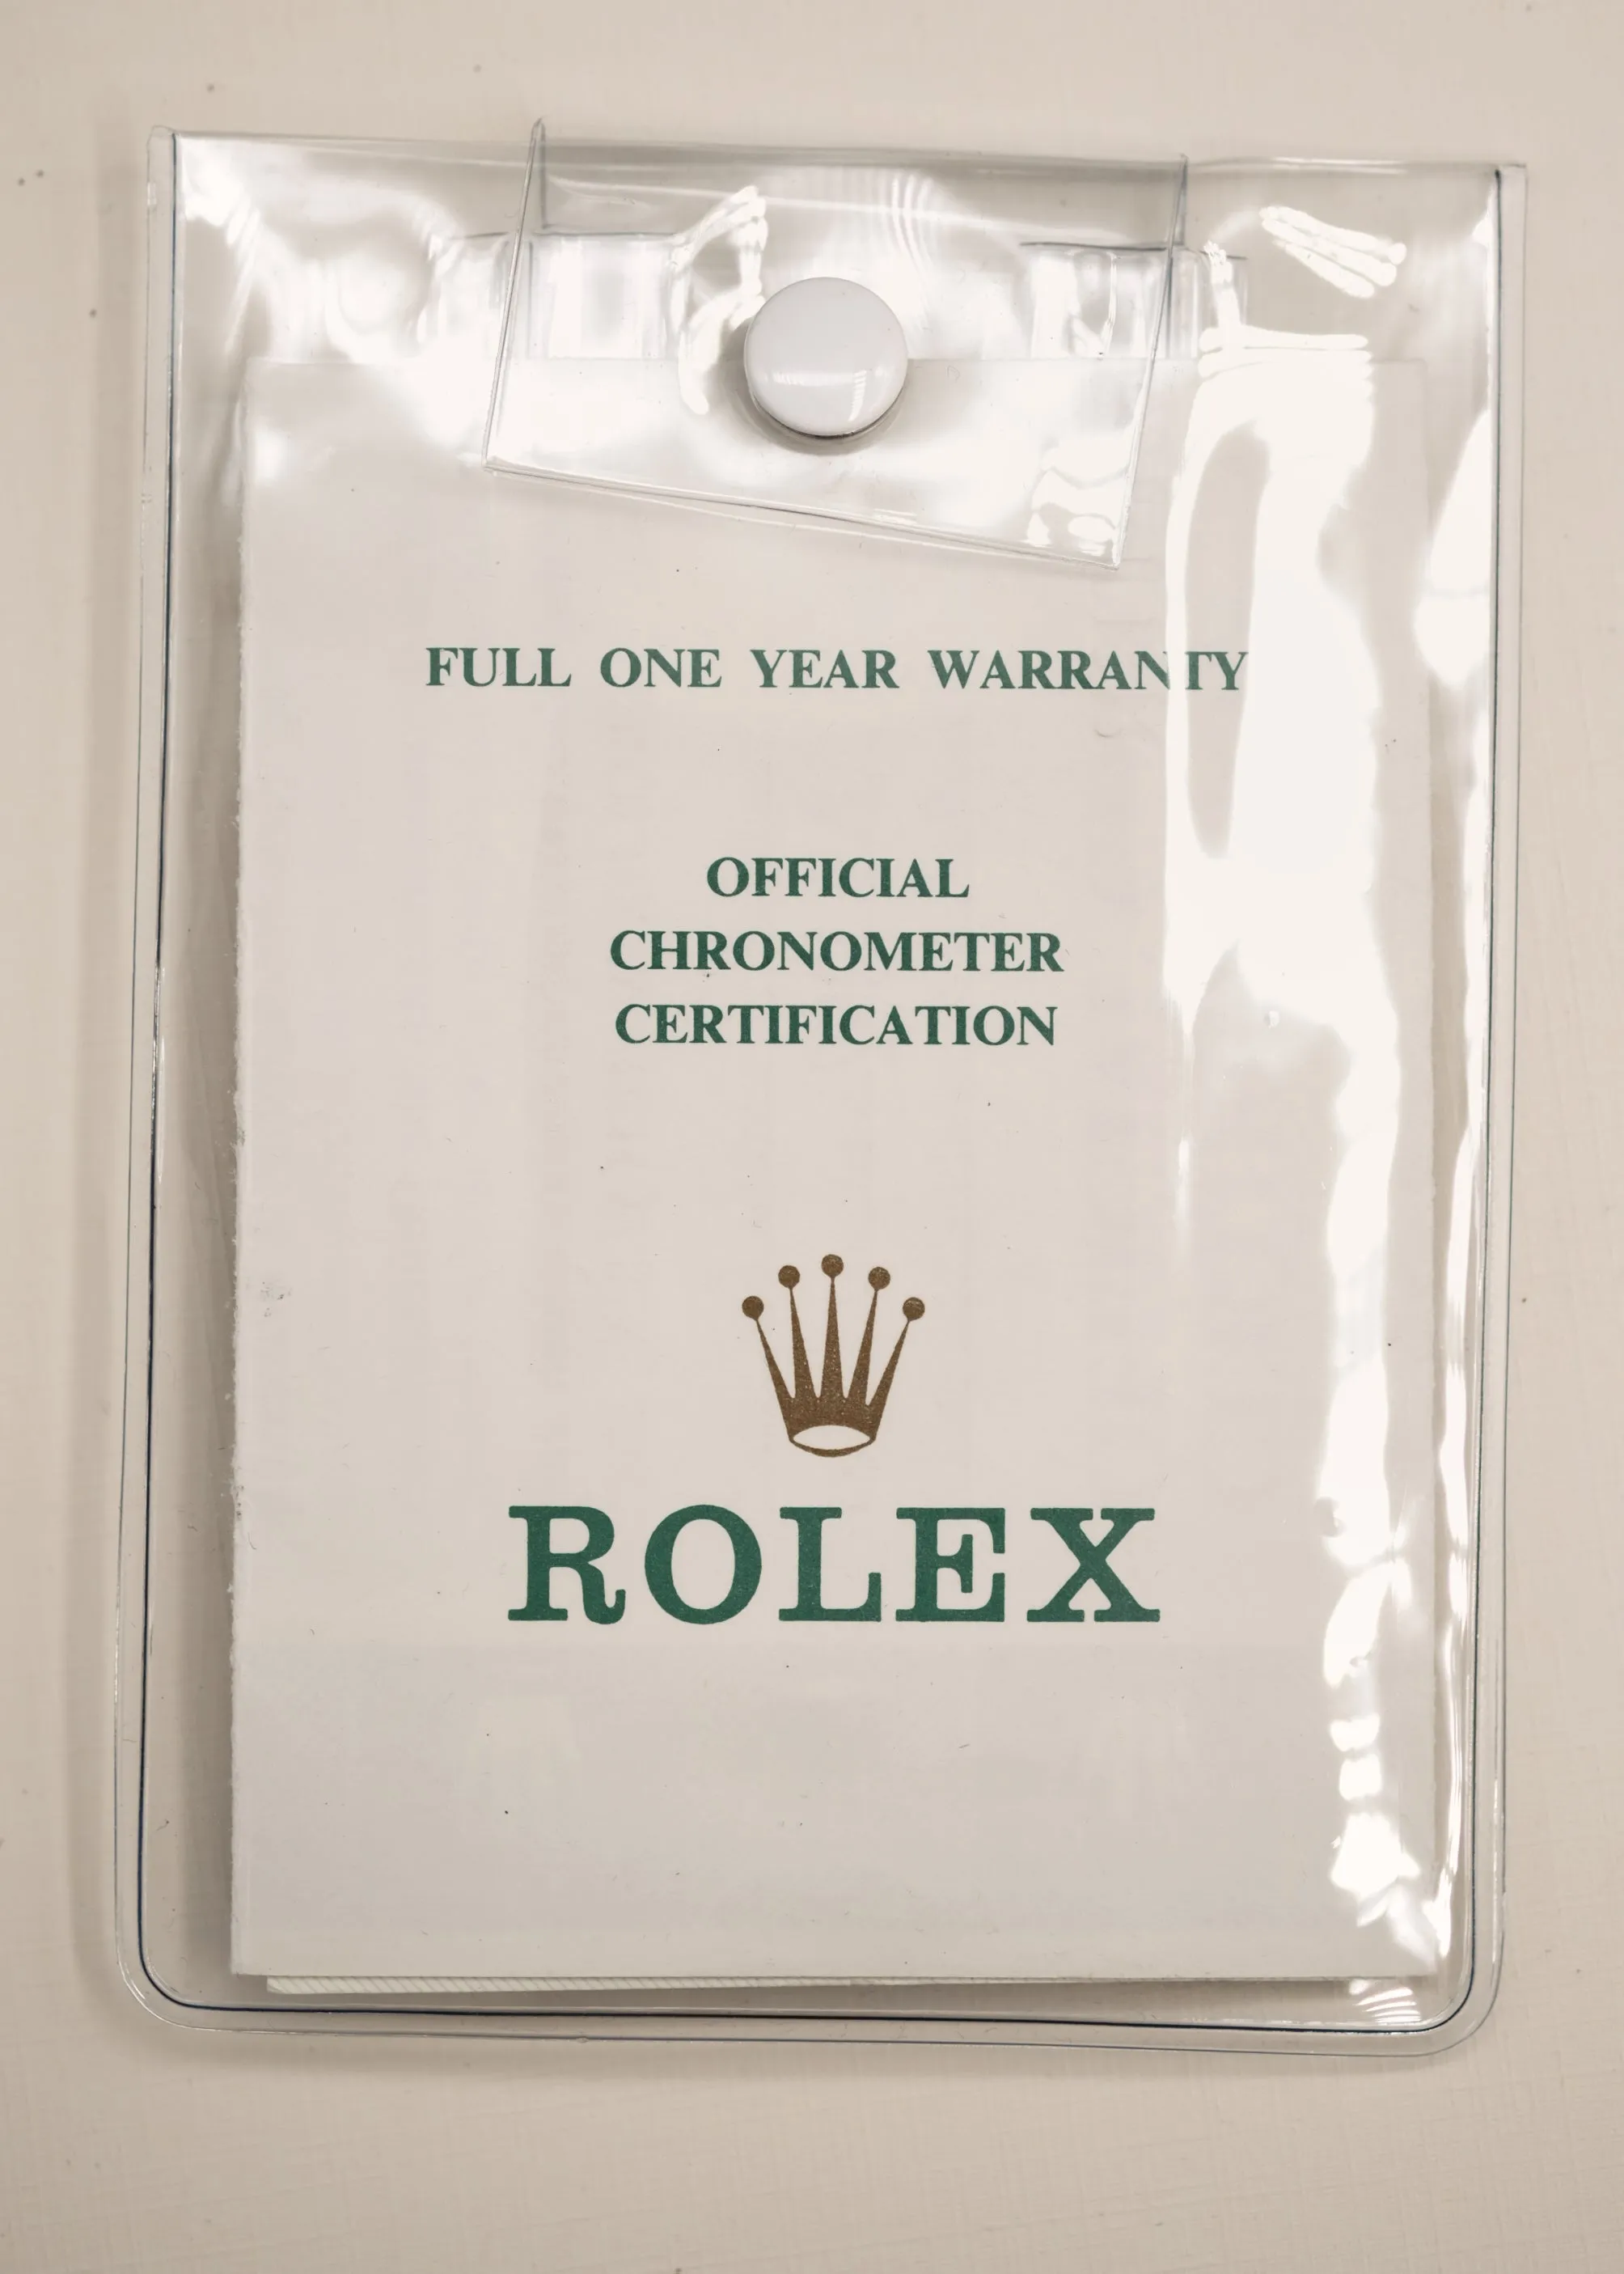 FULL ONE YEAR WARRANTY
OFFICIAL
CHRONOMETER
CERTIFICATION
ROLEX